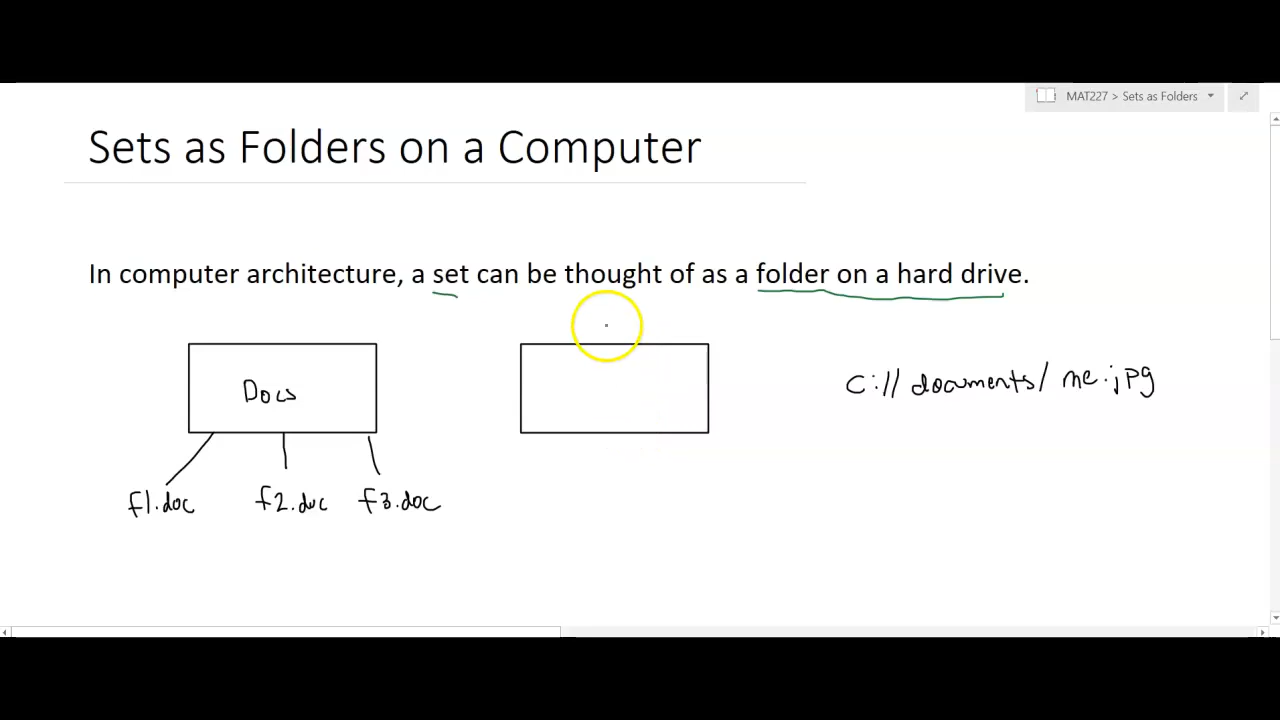 MAT227 > Sets as Folders
Sets as Folders on a Computer
In computer architecture, a set can be thought of as a folder on a hard drive.
Docs
C:// documents/ me.jpg
f1.doc f2.doc f3.doc